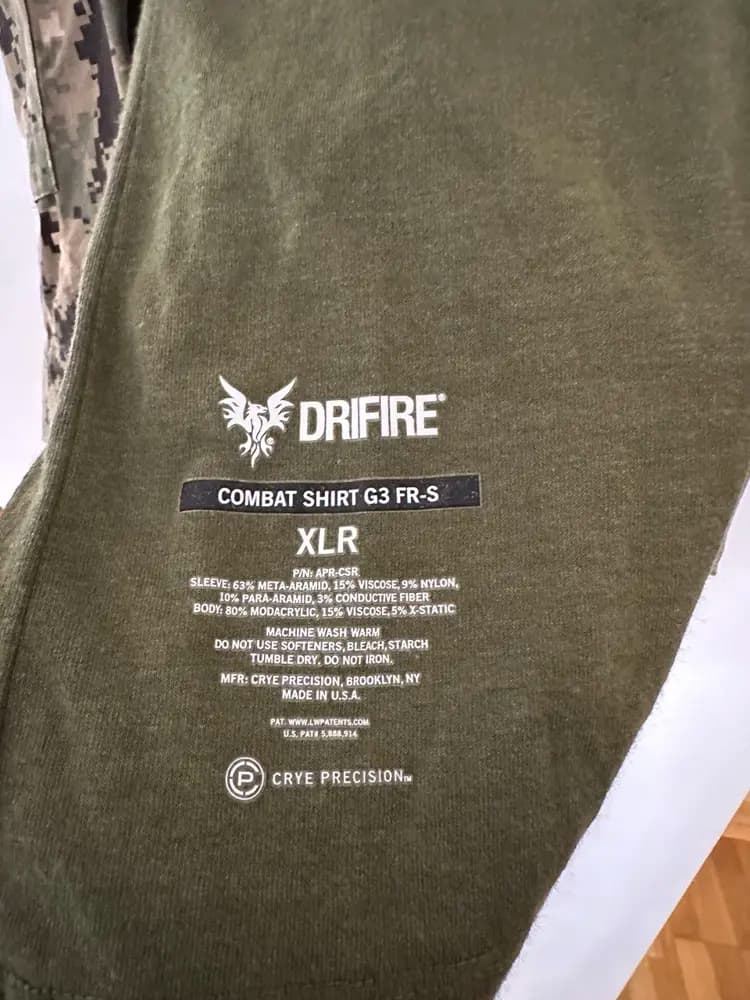 DRIFIRE®
COMBAT SHIRT G3 FR-S
XLR
P/N: APR-CSR
SLEEVE: 63% META-ARAMID, 15% VISCOSE, 9% NYLON,
10% PARA-ARAMID, 3% CONDUCTIVE FIBER
BODY: 80% MODACRYLIC, 15% VISCOSE, 5% X-STATIC
MACHINE WASH WARM
DO NOT USE SOFTENERS, BLEACH, STARCH
TUMBLE DRY. DO NOT IRON.
MFR: CRYE PRECISION, BROOKLYN, NY
MADE IN U.S.A.
PAT. WWW.LWPATENTS.COM
U.S. PAT# 5,888,914
P CRYE PRECISION™